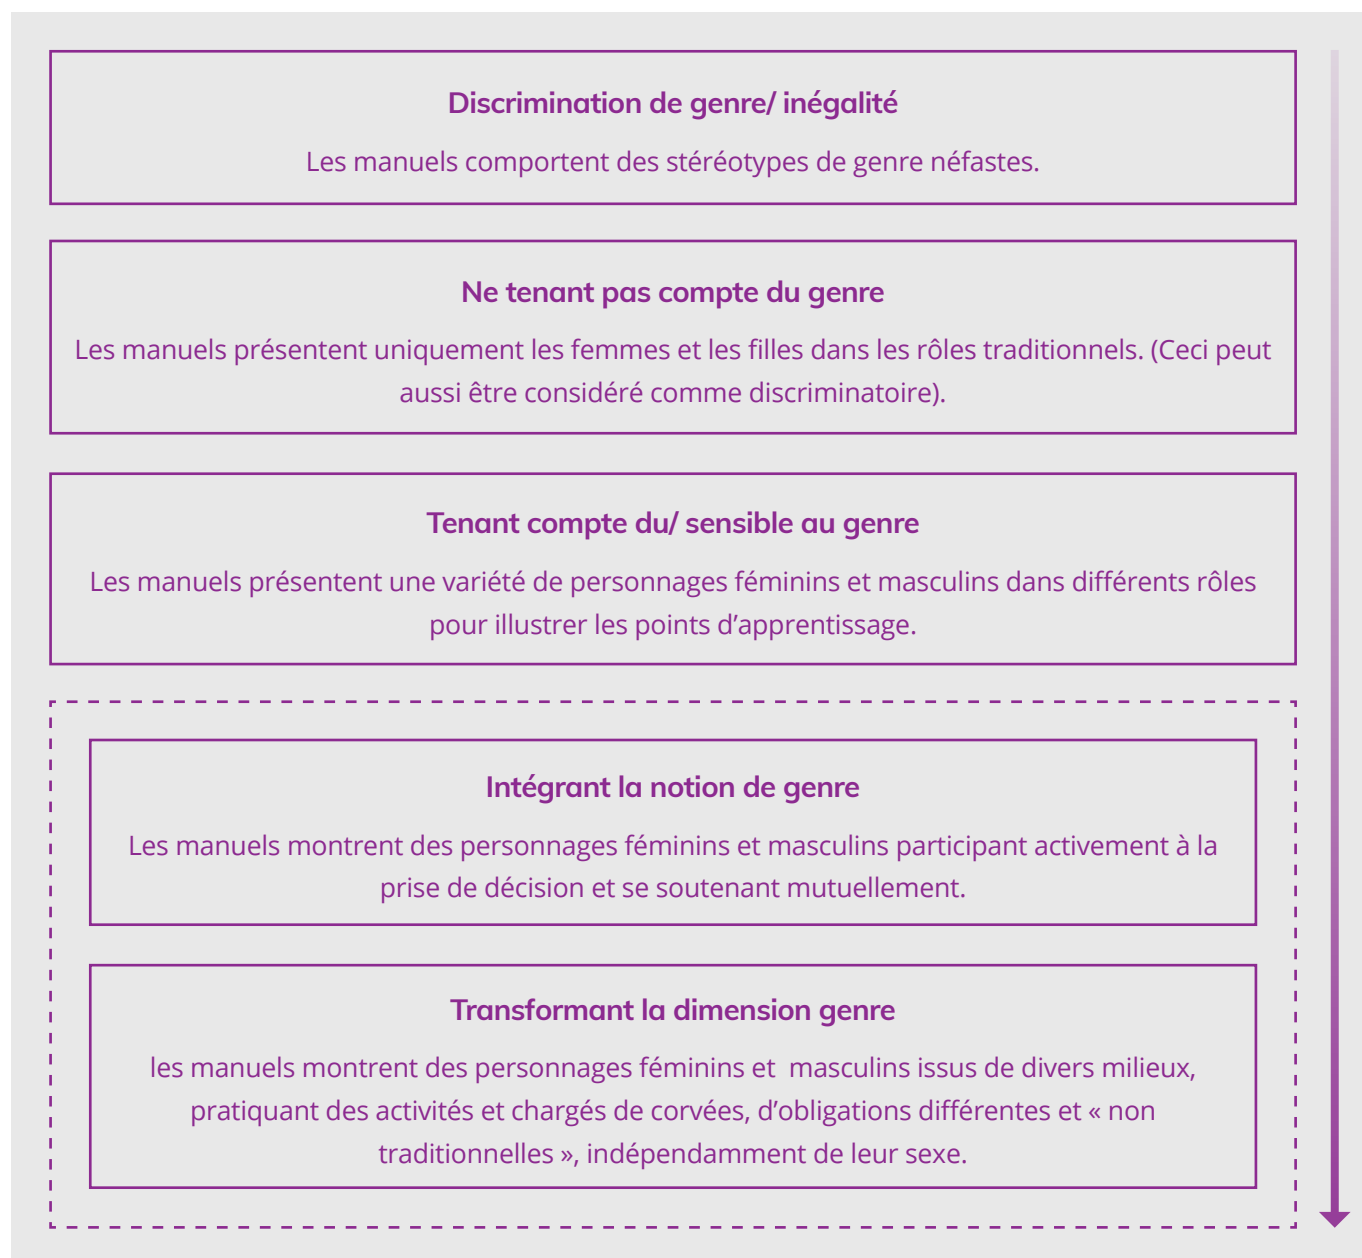 Discrimination de genre/ inégalité
Les manuels comportent des stéréotypes de genre néfastes.
Ne tenant pas compte du genre
Les manuels présentent uniquement les femmes et les filles dans les rôles traditionnels. (Ceci peut
aussi être considéré comme discriminatoire).
Tenant compte du/ sensible au genre
Les manuels présentent une variété de personnages féminins et masculins dans différents rôles
pour illustrer les points d’apprentissage.
Intégrant la notion de genre
Les manuels montrent des personnages féminins et masculins participant activement à la
prise de décision et se soutenant mutuellement.
Transformant la dimension genre
les manuels montrent des personnages féminins et  masculins issus de divers milieux,
pratiquant des activités et chargés de corvées, d’obligations différentes et « non
traditionnelles », indépendamment de leur sexe.